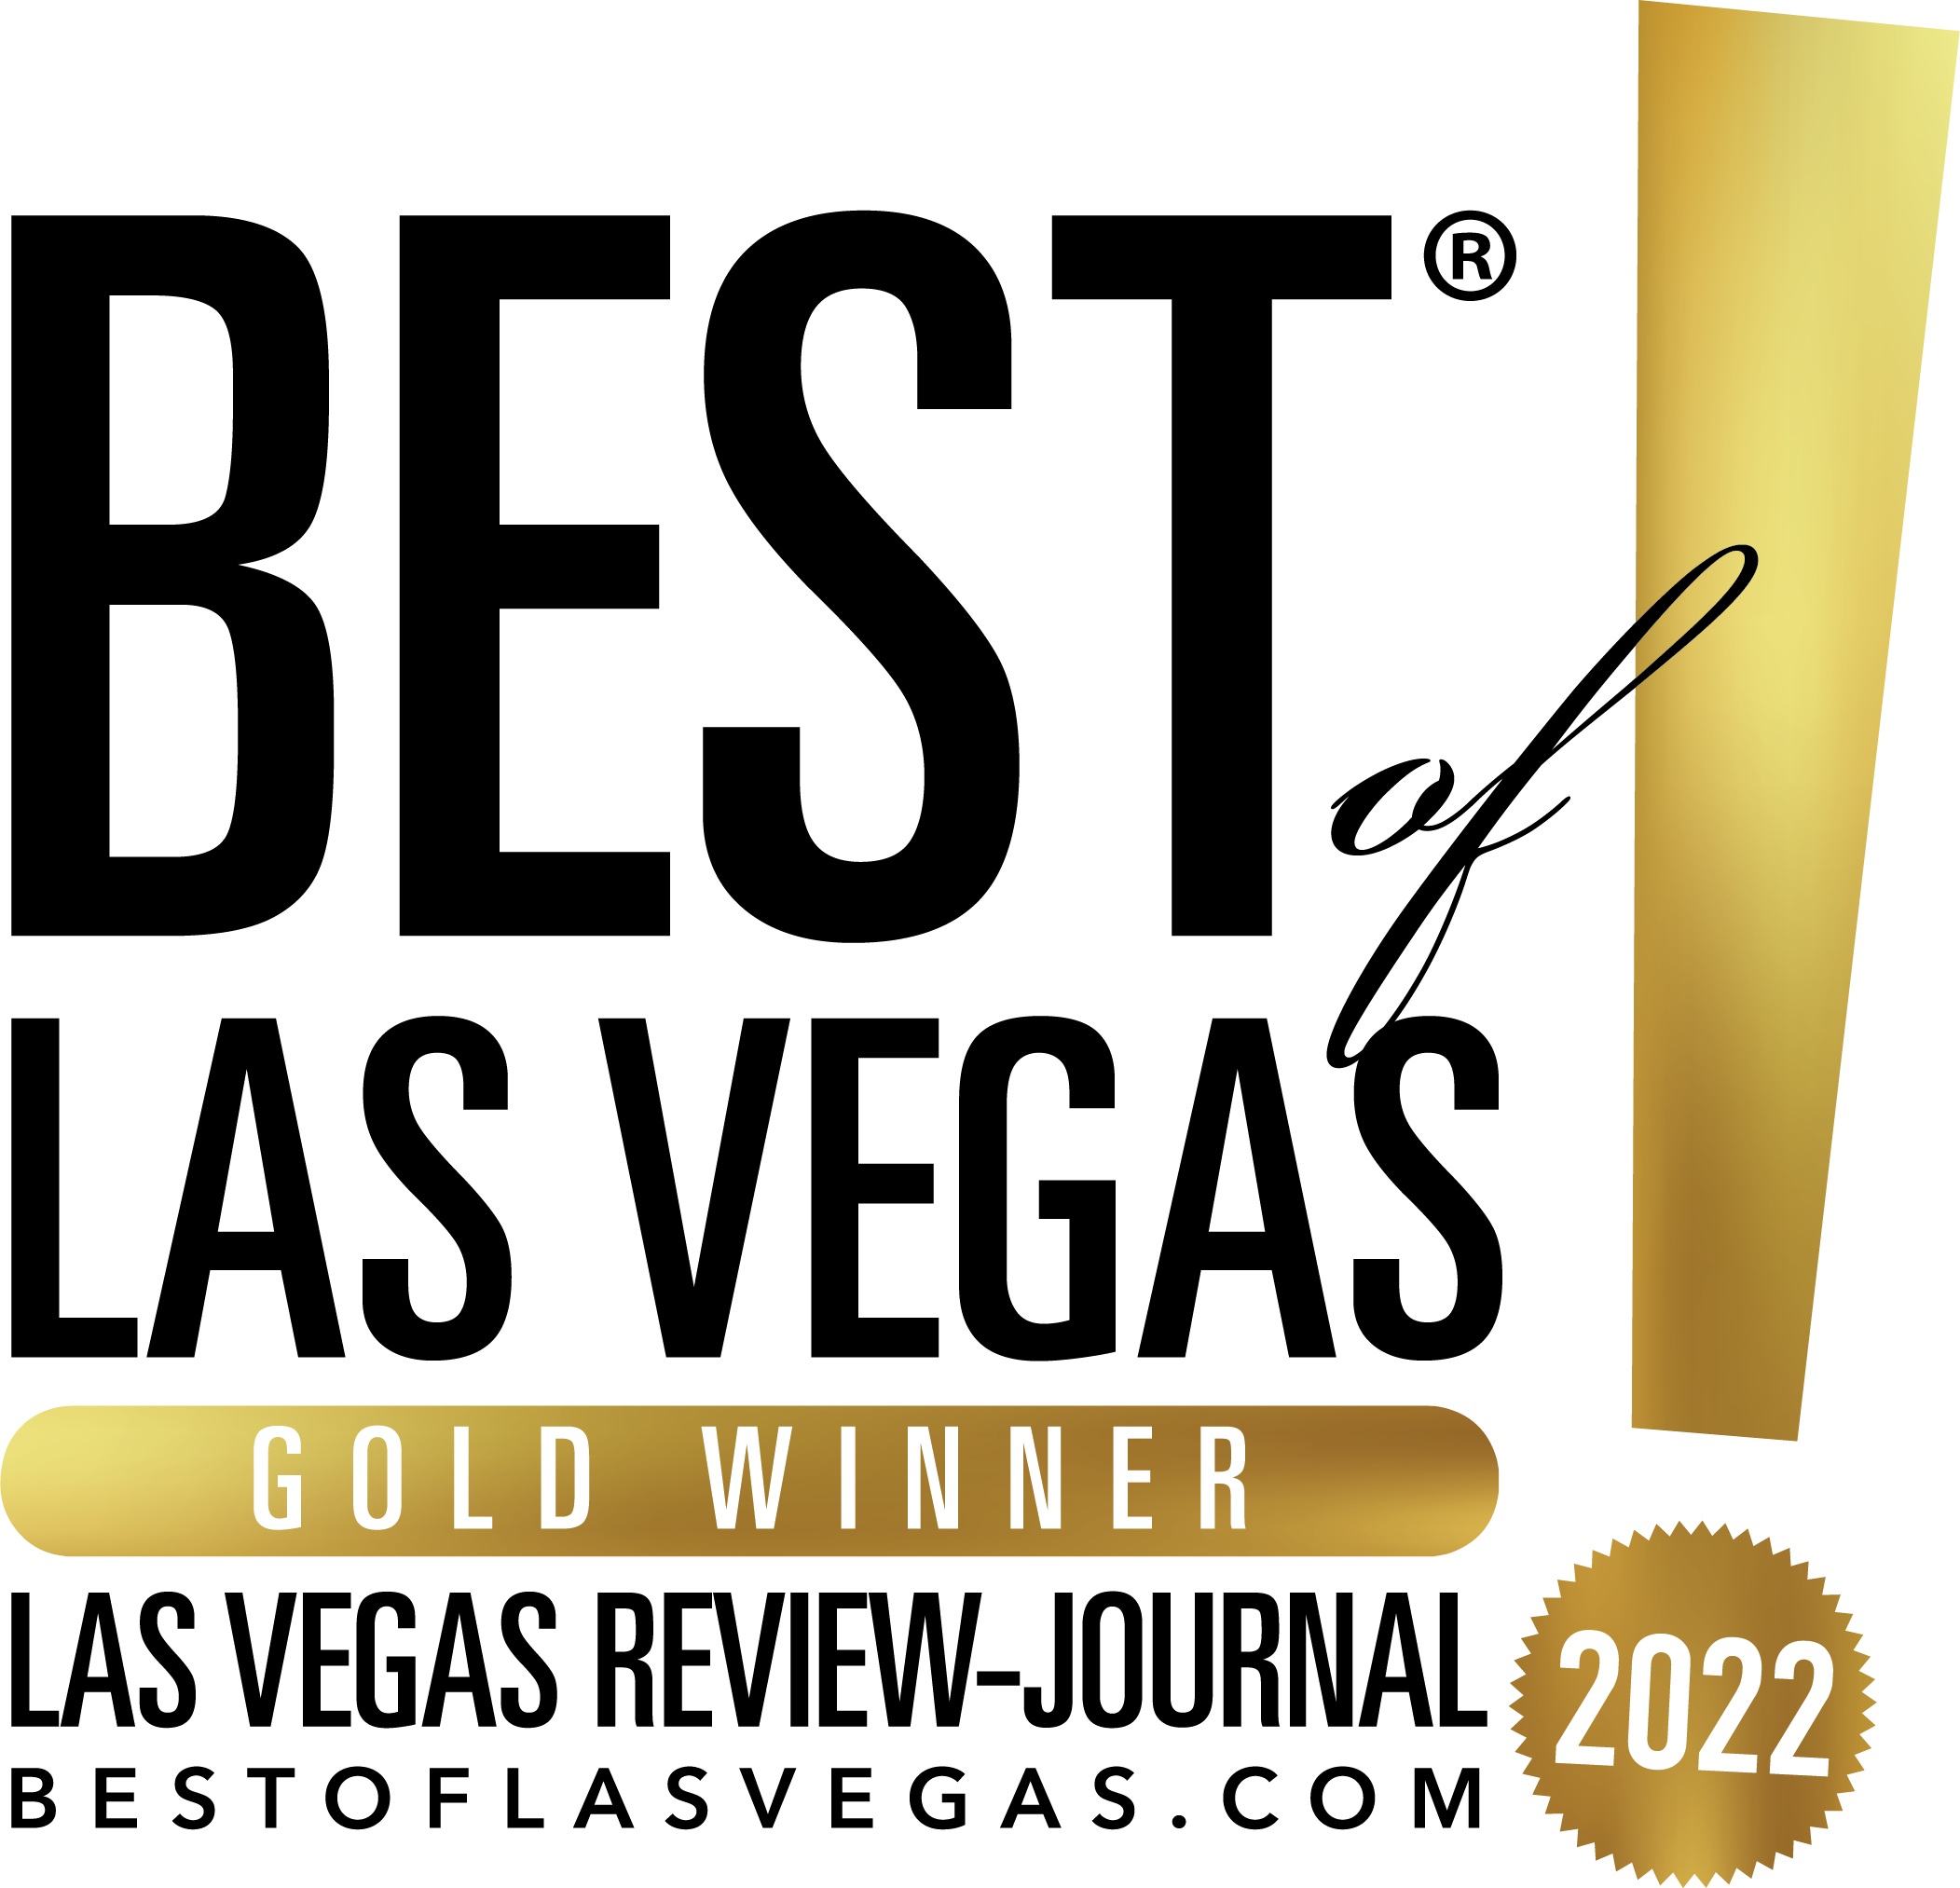 BEST®
of
LAS VEGAS
GOLD WINNER
LAS VEGAS REVIEW-JOURNAL
BESTOFLASVEGAS.COM
2022